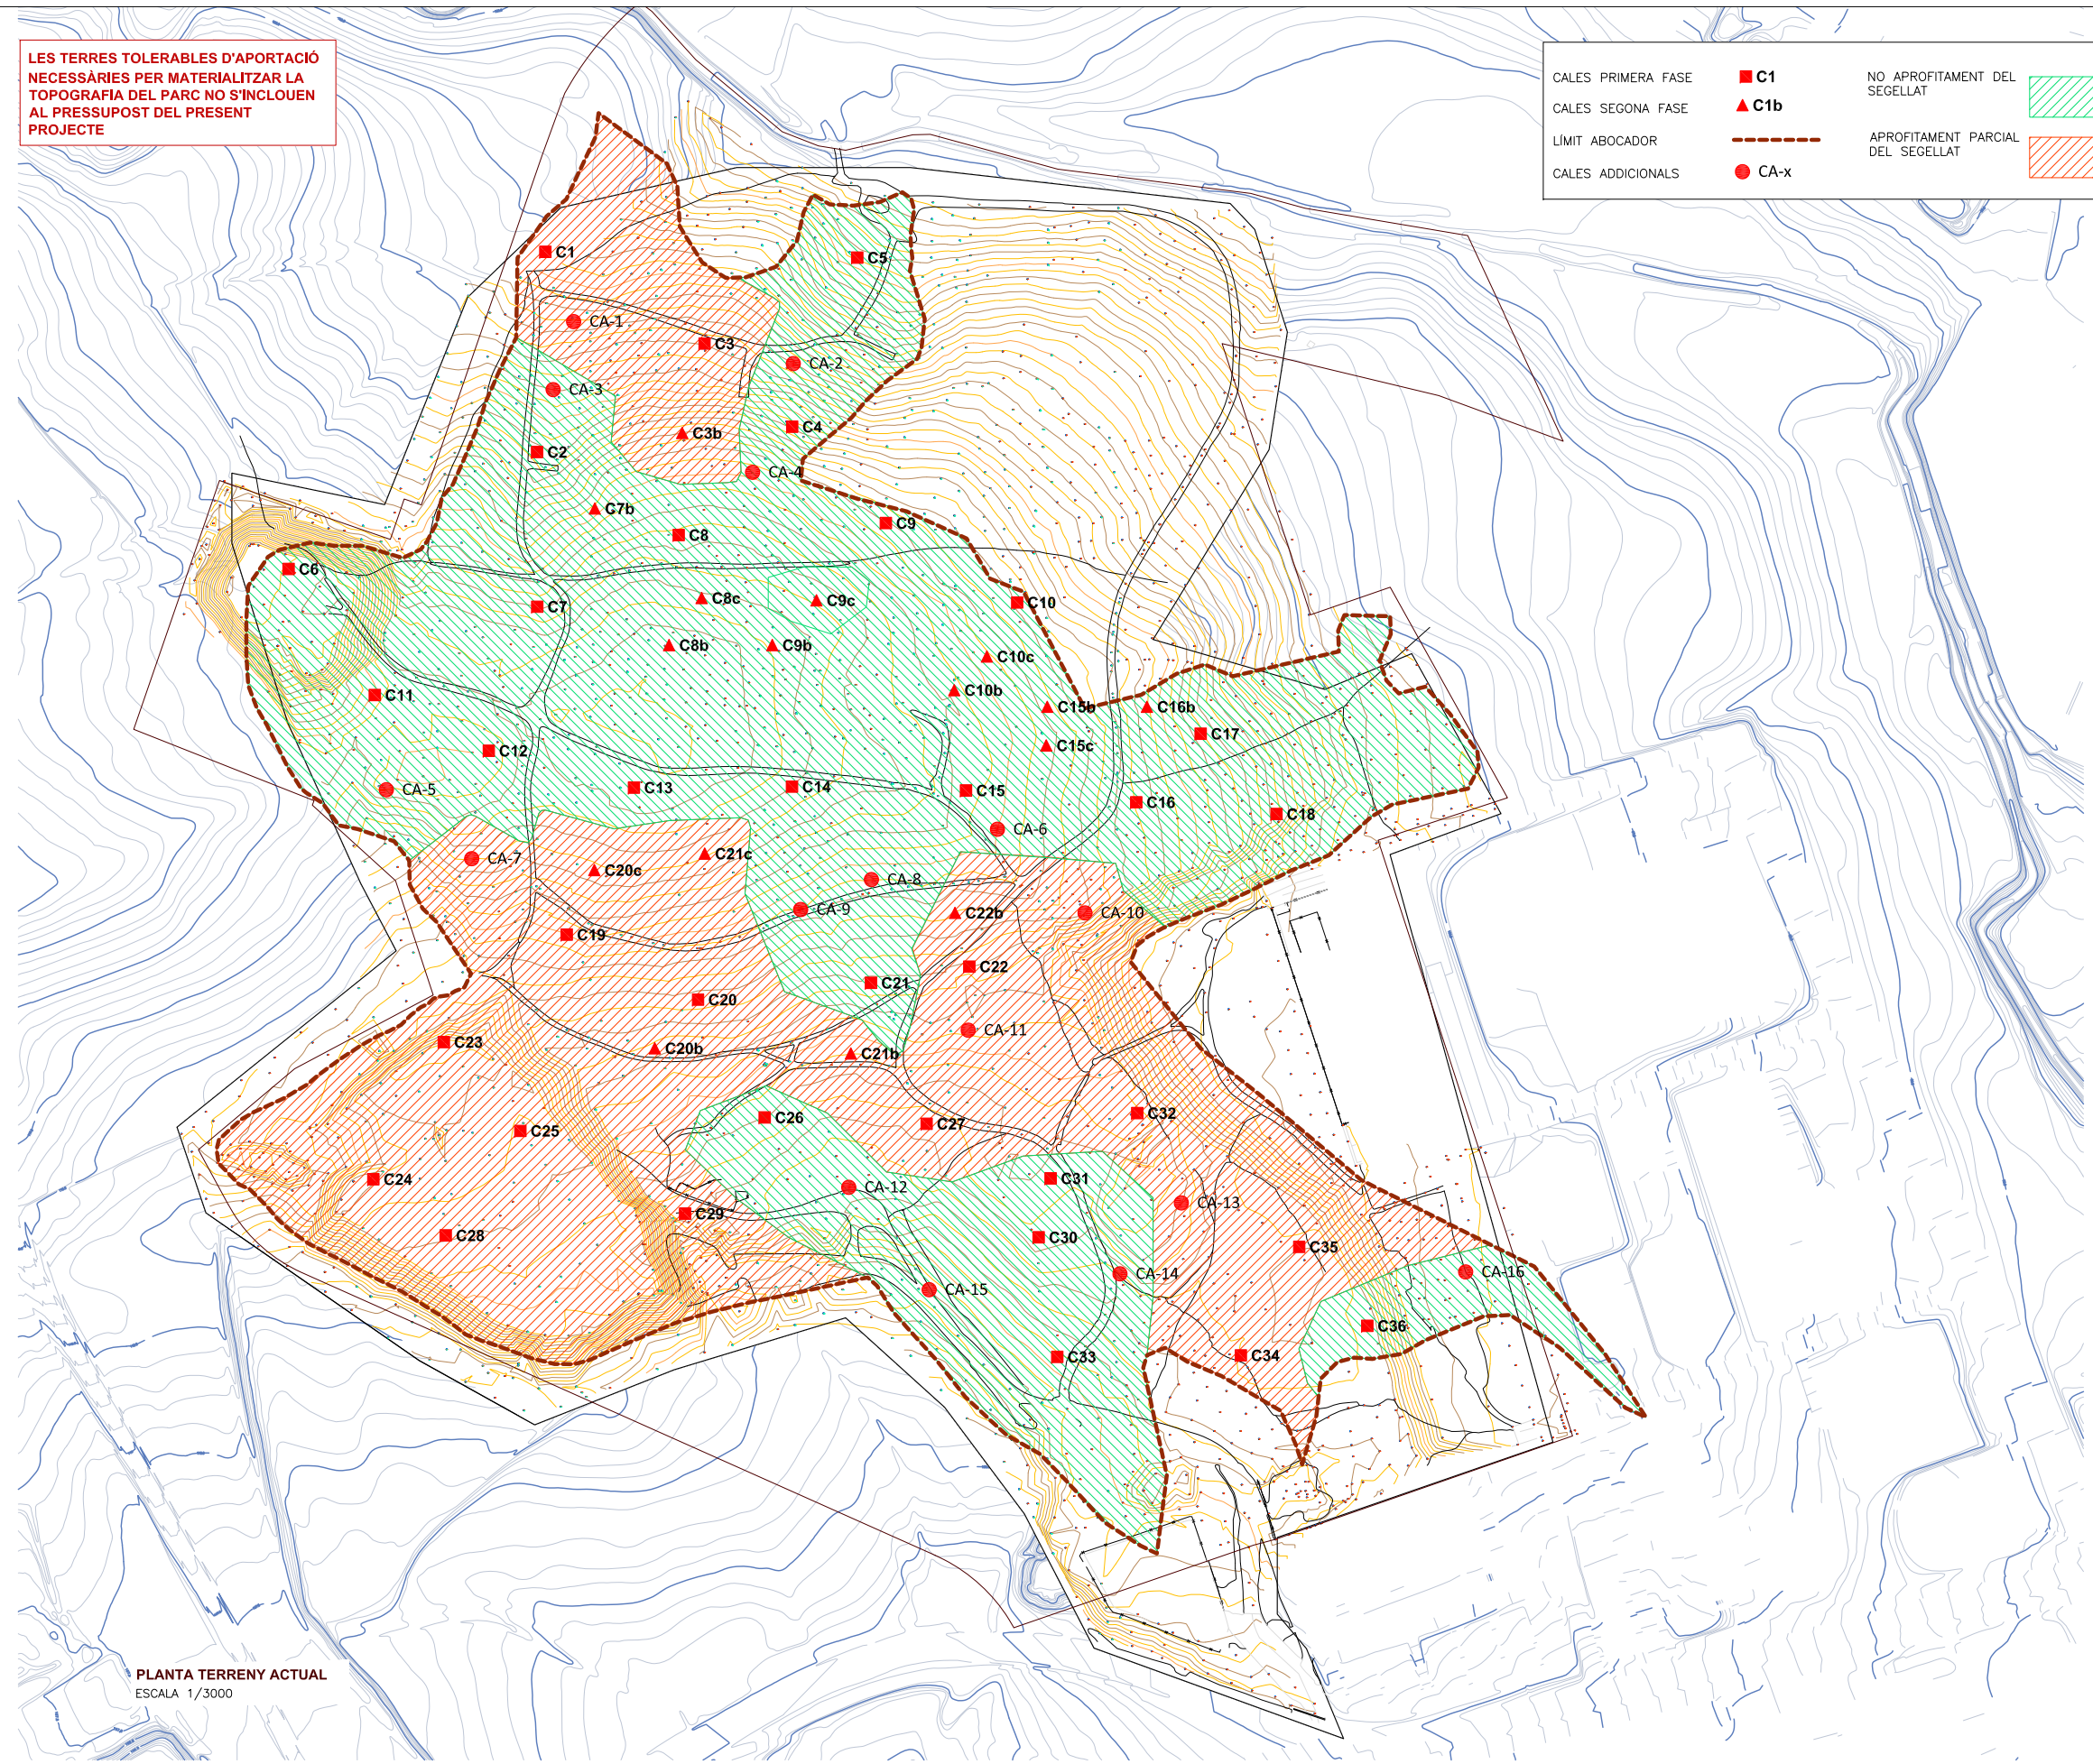 LES TERRES TOLERABLES D'APORTACIÓ
NECESSÀRIES PER MATERIALITZAR LA
TOPOGRAFIA DEL PARC NO S'INCLOUEN
AL PRESSUPOST DEL PRESENT
PROJECTE
CALES PRIMERA FASE C1
CALES SEGONA FASE C1b
LÍMIT ABOCADOR
CALES ADDICIONALS CA-x
NO APROFITAMENT DEL
SEGELLAT
APROFITAMENT PARCIAL
DEL SEGELLAT
C1
C5
CA-1
C3
CA-2
CA-3
C4
C3b
C2
CA-4
C7b
C9
C8
C6
C8c
C9c
C10
C7
C8b
C9b
C10c
C10b
C11
C15b
C16b
C17
C15c
C12
C13
C14
C15
CA-5
C16
C18
CA-6
C21c
CA-7
C20c
CA-8
CA-9
C22b
CA-10
C19
C22
C21
C20
CA-11
C23
C20b
C21b
C32
C26
C27
C25
C24
C31
CA-12
CA-13
C29
C28
C30
C35
CA-14
CA-16
CA-15
C36
C33
C34
PLANTA TERRENY ACTUAL
ESCALA 1/3000